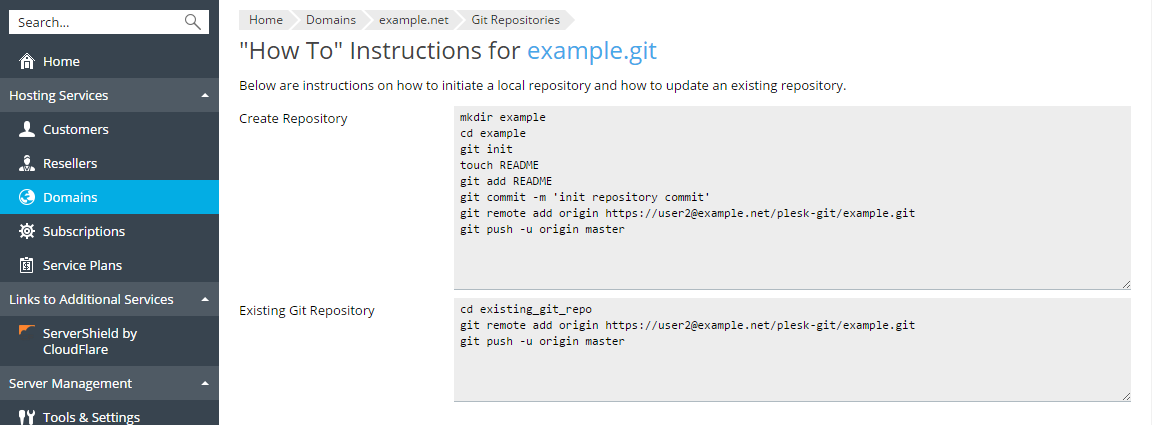 Search...
Home
Hosting Services
Customers
Resellers
Domains
Subscriptions
Service Plans
Links to Additional Services
ServerShield by
CloudFlare
Server Management
Tools & Settings
Home Domains example.net Git Repositories
"How To" Instructions for example.git
Below are instructions on how to initiate a local repository and how to update an existing repository.
Create Repository
mkdir example
cd example
git init
touch README
git add README
git commit -m 'init repository commit'
git remote add origin https://user2@example.net/plesk-git/example.git
git push -u origin master
Existing Git Repository
cd existing_git_repo
git remote add origin https://user2@example.net/plesk-git/example.git
git push -u origin master